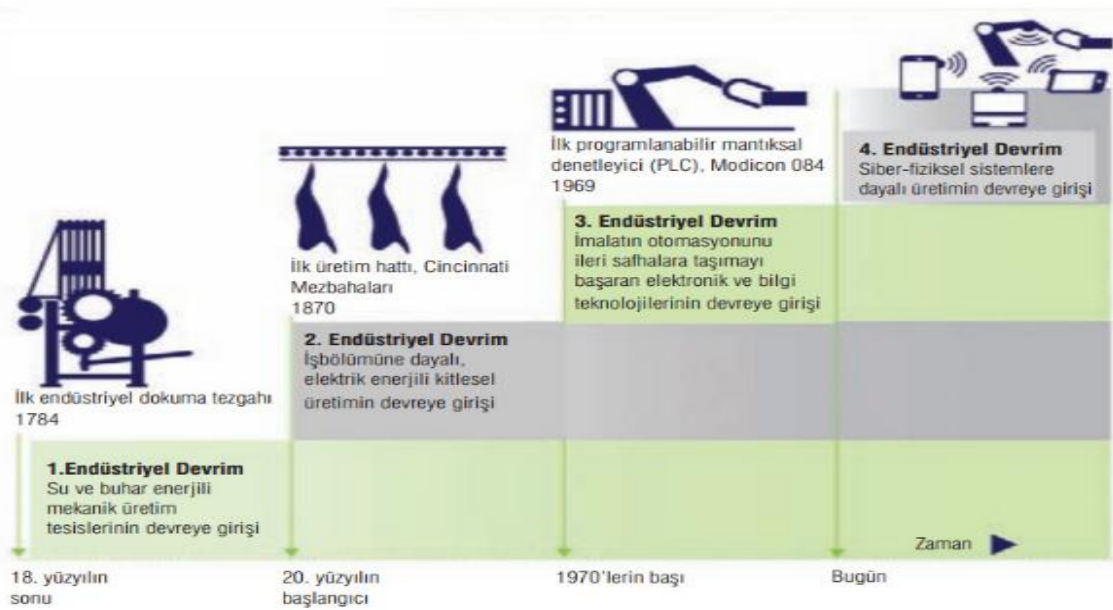 İlk endüstriyel dokuma tezgahı
1784
1.Endüstriyel Devrim
Su ve buhar enerjili
mekanik üretim
tesislerinin devreye girişi
18. yüzyılın
sonu
İlk üretim hattı, Cincinnati
Mezbahaları
1870
2. Endüstriyel Devrim
İşbölümüne dayalı,
elektrik enerjili kitlesel
üretimin devreye girişi
20. yüzyılın
başlangıcı
İlk programlanabilir mantıksal
denetleyici (PLC), Modicon 084
1969
3. Endüstriyel Devrim
İmalatın otomasyonunu
ileri safhalara taşımayı
başaran elektronik ve bilgi
teknolojilerinin devreye girişi
1970'lerin başı
4. Endüstriyel Devrim
Siber-fiziksel sistemlere
dayalı üretimin devreye girişi
Zaman
Bugün